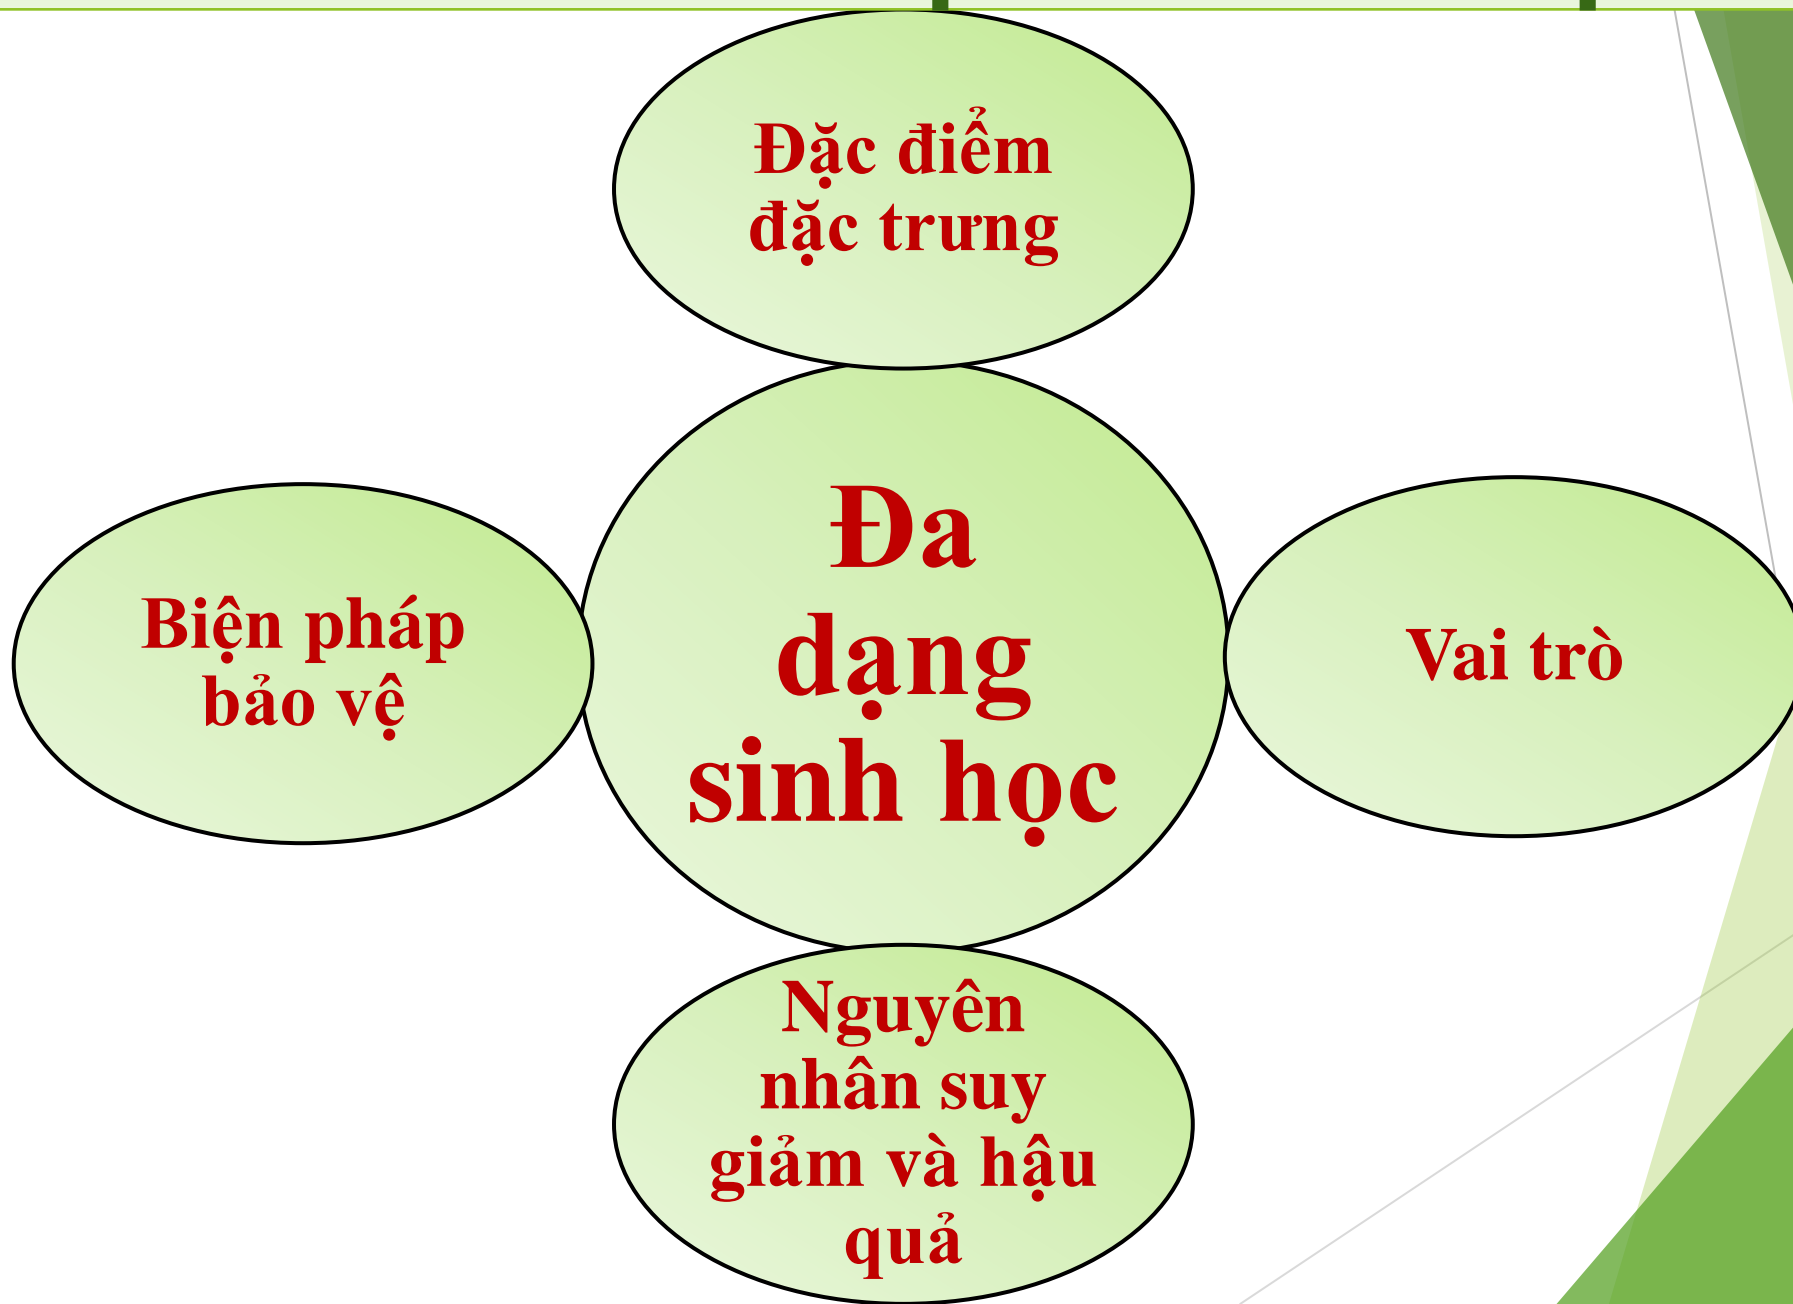 Đặc điểm
đặc trưng
Đa
dạng
sinh học
Biện pháp
bảo vệ
Vai trò
Nguyên
nhân suy
giảm và hậu
quả